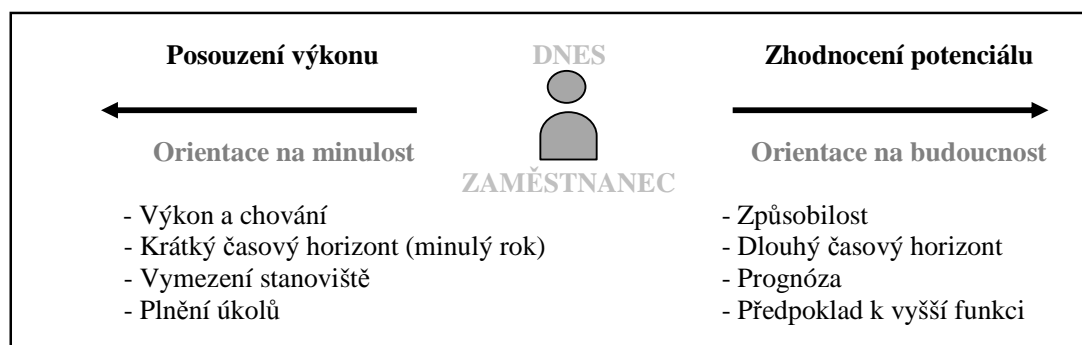 Posouzení výkonu
DNES
Zhodnocení potenciálu
Orientace na minulost
Orientace na budoucnost
ZAMĚSTNANEC
- Výkon a chování
- Krátký časový horizont (minulý rok)
- Vymezení stanoviště
- Plnění úkolů
- Způsobilost
- Dlouhý časový horizont
- Prognóza
- Předpoklad k vyšší funkci